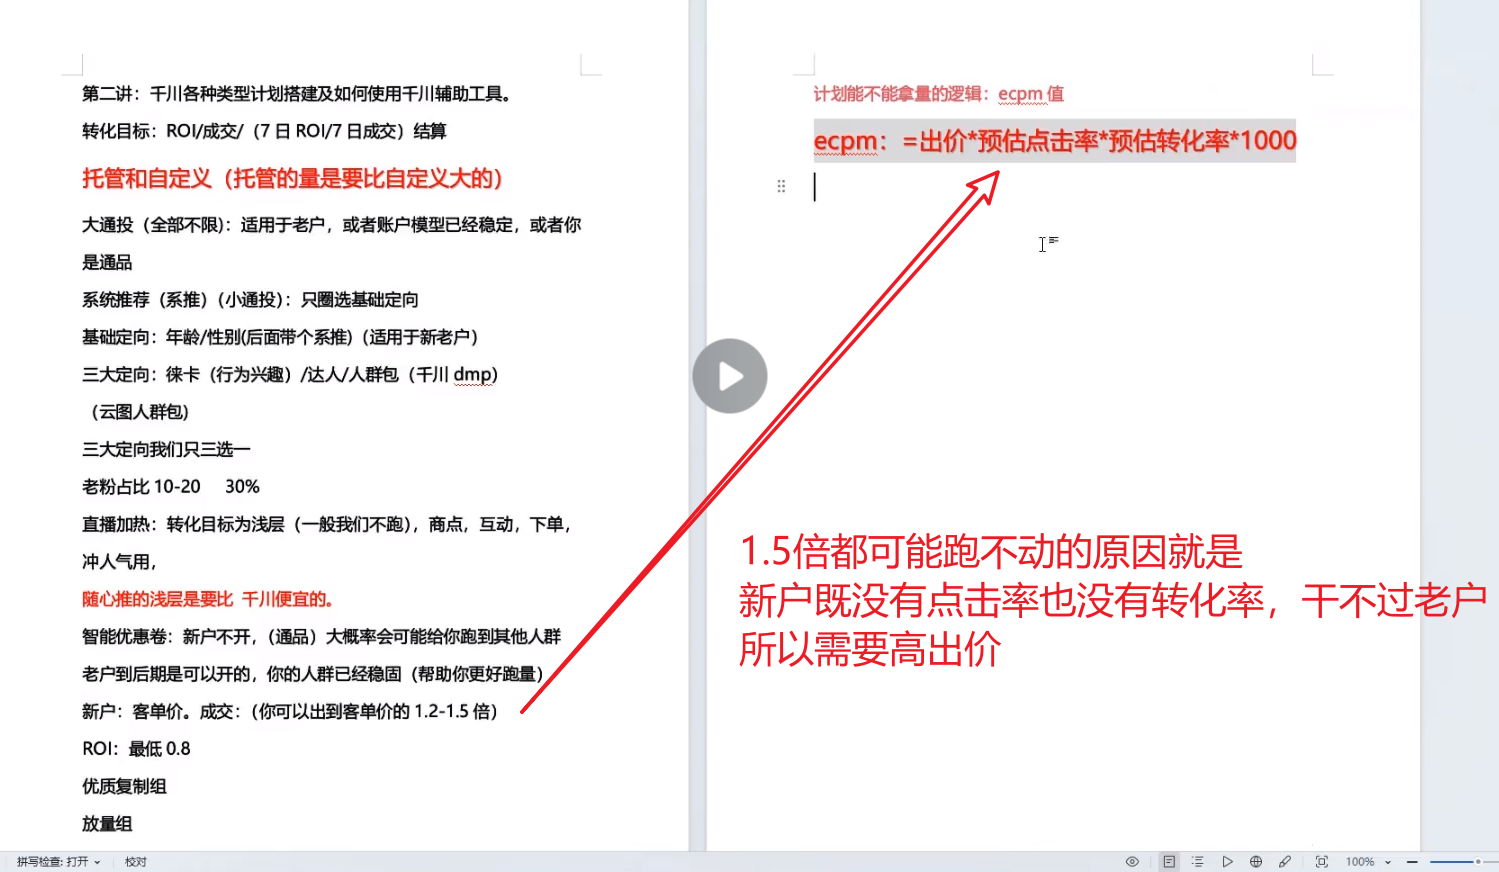 第二讲：千川各种类型计划搭建及如何使用千川辅助工具。
转化目标：ROI/成交/（7日ROI/7日成交）结算
托管和自定义（托管的量是要比自定义大的）
大通投（全部不限）：适用于老户，或者账户模型已经稳定，或者你
是通品
系统推荐（系推）（小通投）：只圈选基础定向
基础定向：年龄/性别(后面带个系推)（适用于新老户）
三大定向：徕卡（行为兴趣）/达人/人群包（千川 dmp）
（云图人群包）
三大定向我们只三选一
老粉占比 10-20 30%
直播加热：转化目标为浅层（一般我们不跑），商点，互动，下单，
冲人气用，
随心推的浅层是要比 千川便宜的。
智能优惠卷：新户不开，（通品）大概率会可能给你跑到其他人群
老户到后期是可以开的，你的人群已经稳固（帮助你更好跑量）
新户：客单价。成交：（你可以出到客单价的 1.2-1.5 倍）
ROI：最低 0.8
优质复制组
放量组
计划能不能拿量的逻辑：ecpm 值
ecpm：=出价*预估点击率*预估转化率*1000
1.5倍都可能跑不动的原因就是
新户既没有点击率也没有转化率，干不过老户
所以需要高出价
拼写检查: 打开 校对 100%